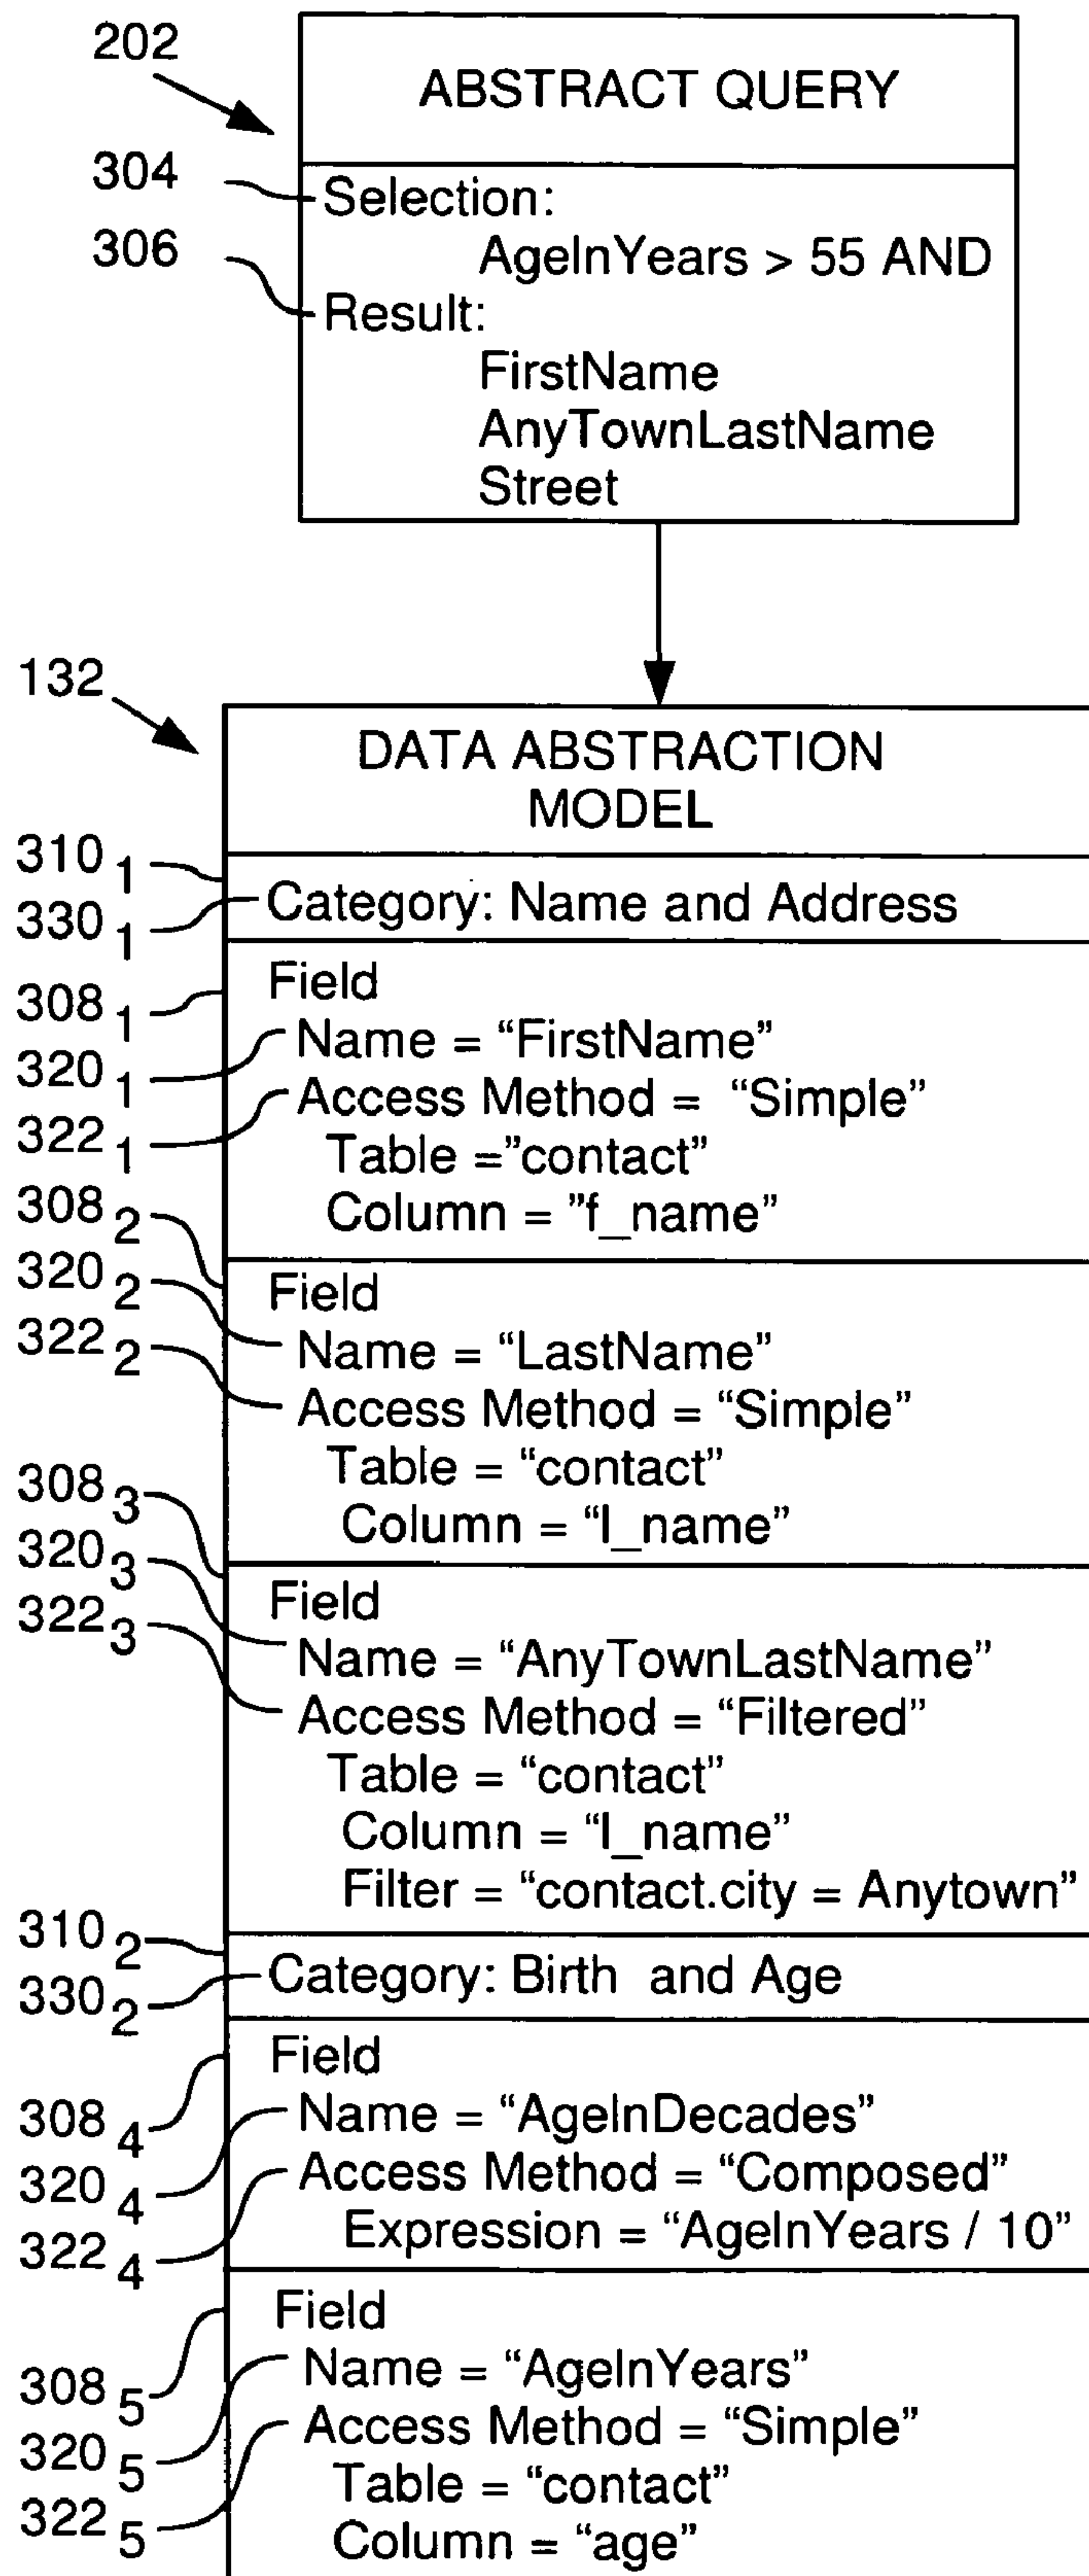 202
ABSTRACT QUERY
304
Selection:
AgeInYears > 55 AND
306
Result:
FirstName
AnyTownLastName
Street
132
DATA ABSTRACTION
MODEL
310 1
330 1
Category: Name and Address
308 1
Field
320 1
Name = “FirstName”
322 1
Access Method = “Simple”
Table =”contact”
Column = ”f_name”
308 2
Field
320 2
Name = “LastName”
322 2
Access Method = “Simple”
Table = “contact”
Column = “l_name”
308 3
Field
320 3
Name = “AnyTownLastName”
322 3
Access Method = “Filtered”
Table = “contact”
Column = “l_name”
Filter = “contact.city = Anytown”
310 2
330 2
Category: Birth and Age
308 4
Field
320 4
Name = “AgeInDecades”
322 4
Access Method = “Composed”
Expression = “AgeInYears / 10”
308 5
Field
320 5
Name = “AgeInYears”
322 5
Access Method = “Simple”
Table = “contact”
Column = “age”